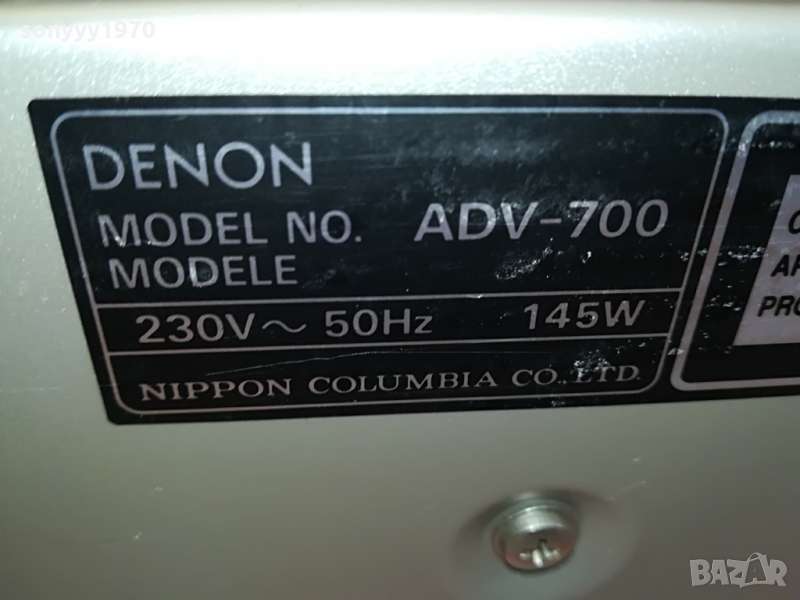 sonyyy1970
DENON
MODEL NO. ADV-700
MODELE
230V～ 50Hz 145W
NIPPON COLUMBIA CO.,LTD.
BAZAR